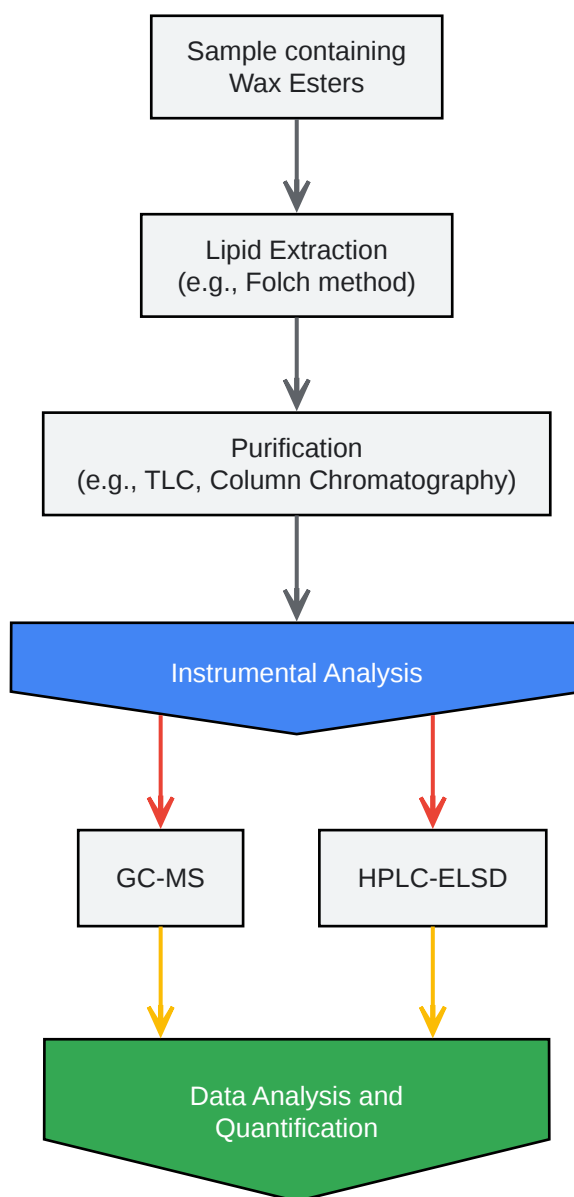 Sample containing
Wax Esters
Lipid Extraction
(e.g., Folch method)
Purification
(e.g., TLC, Column Chromatography)
Instrumental Analysis
GC-MS
HPLC-ELSD
Data Analysis and
Quantification